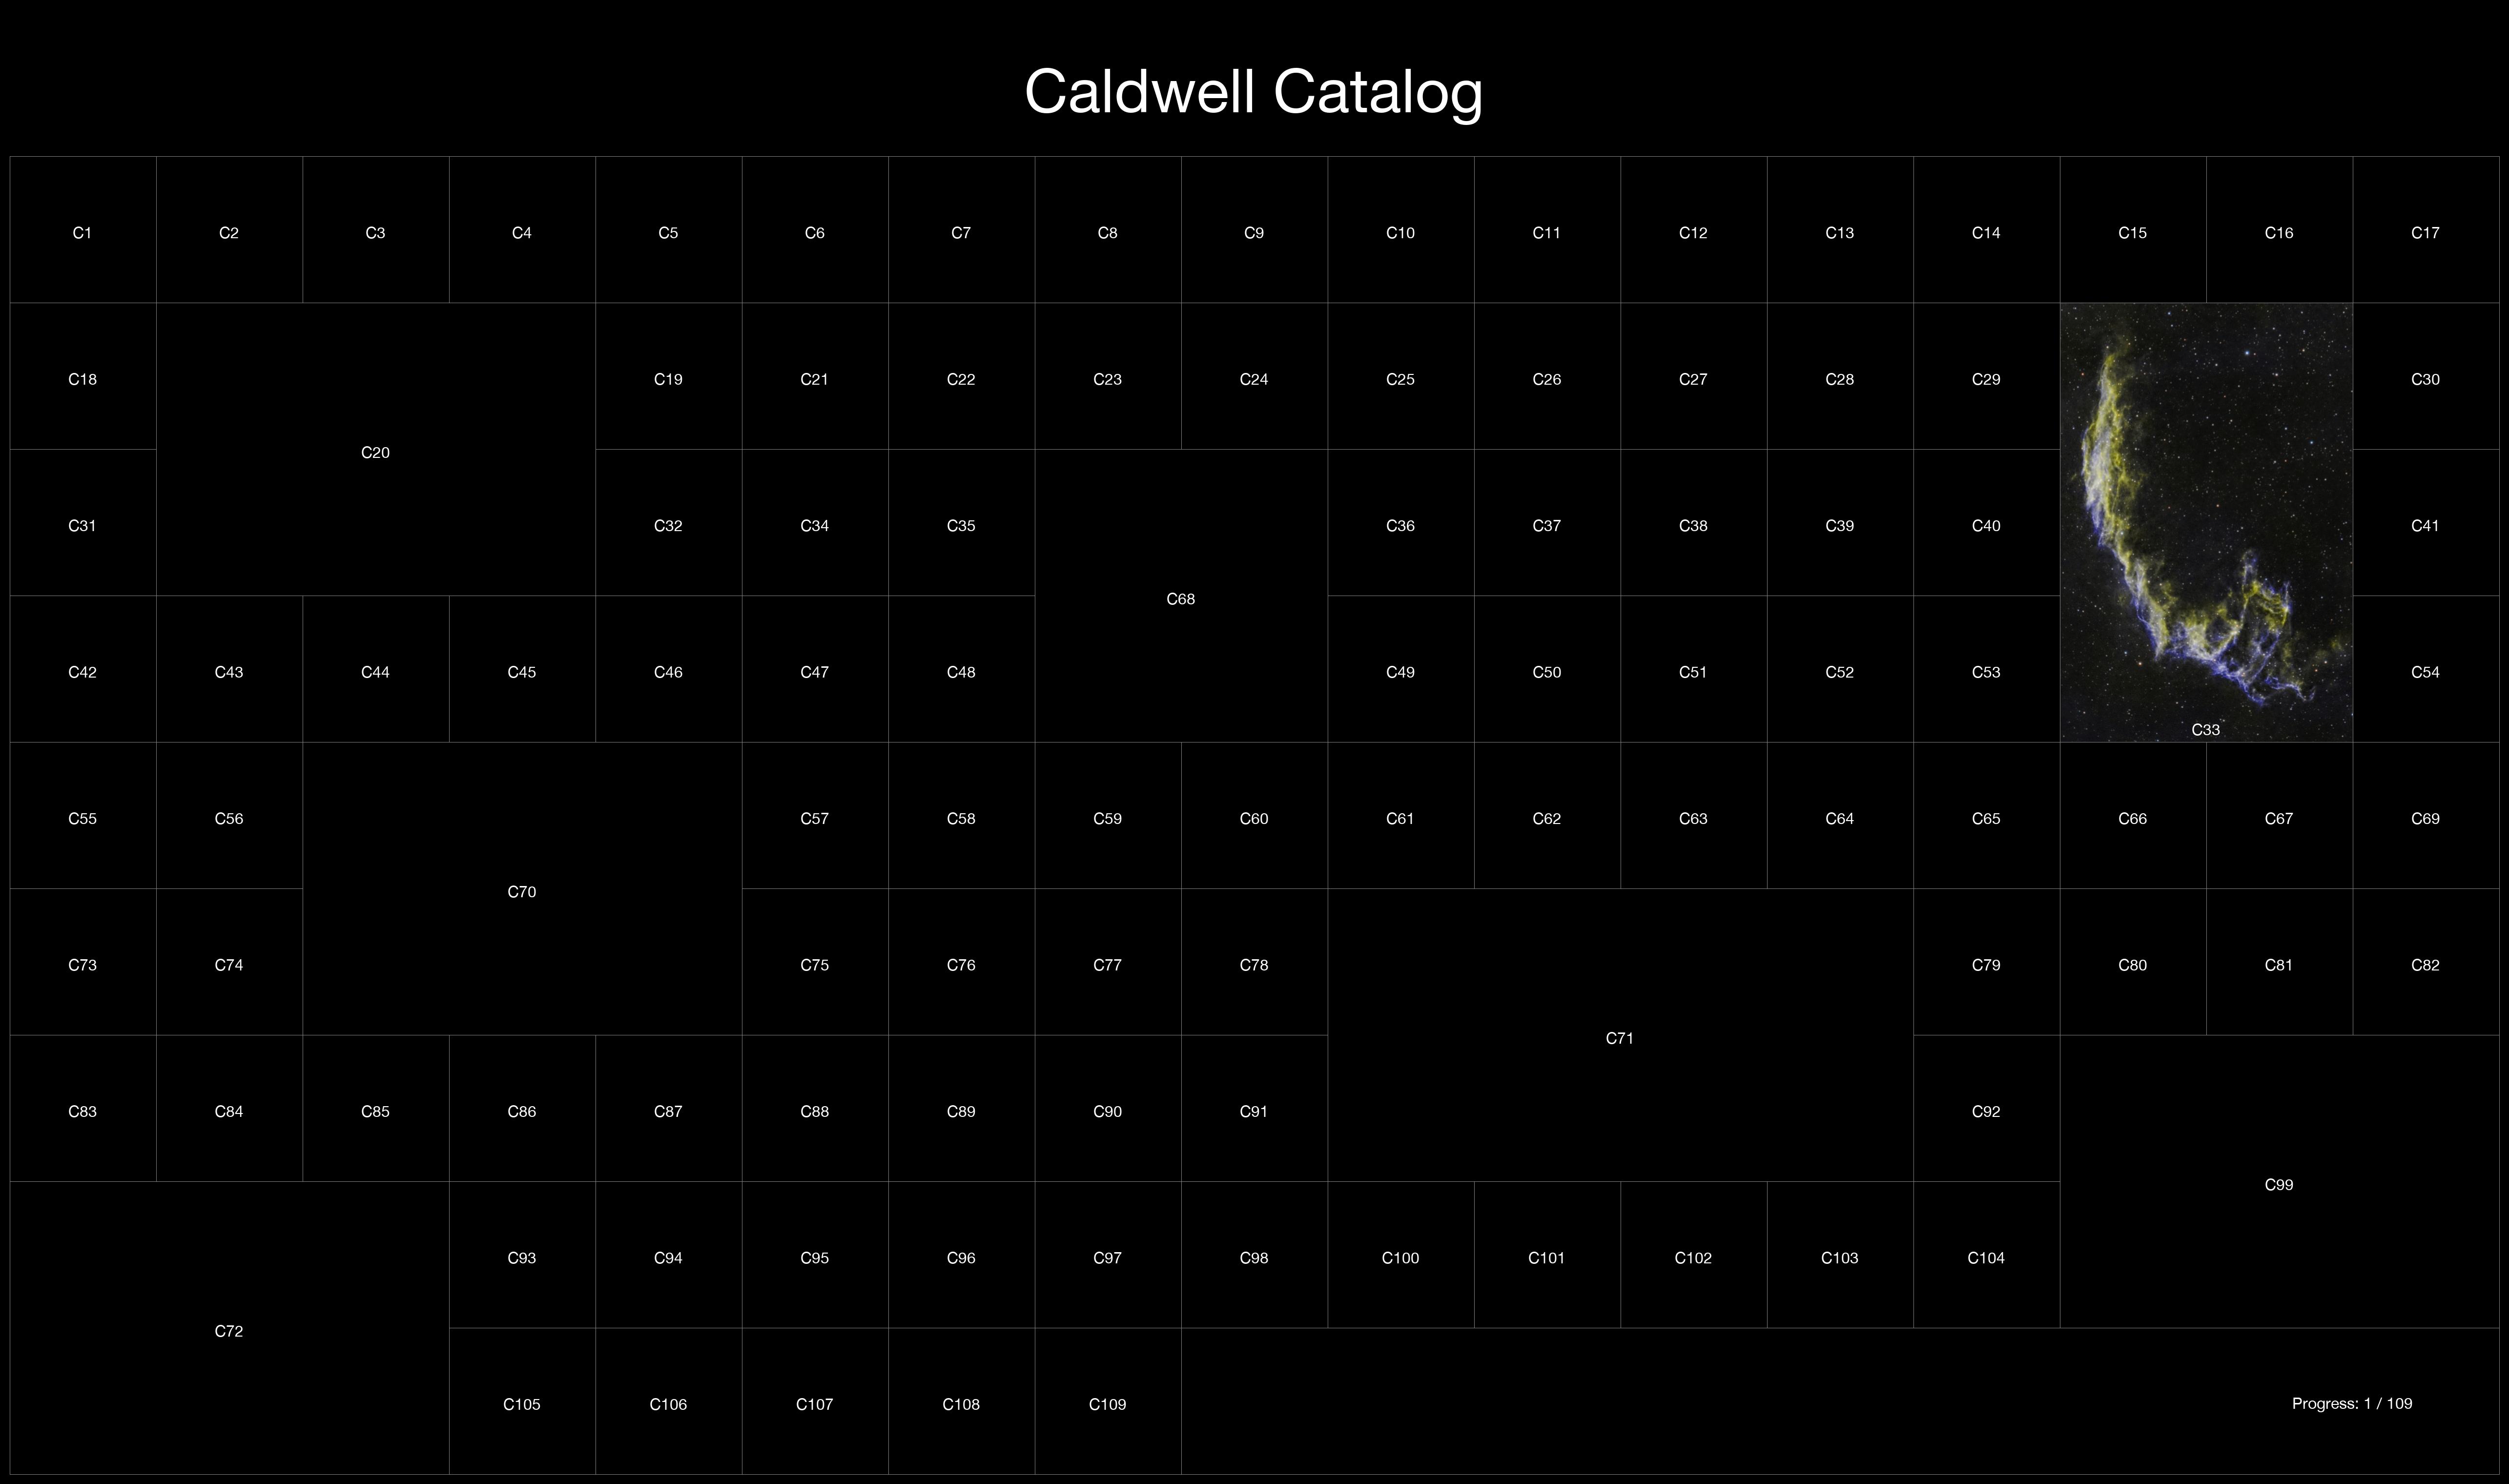 Caldwell Catalog
C1 C2 C3 C4 C5 C6 C7 C8 C9 C10 C11 C12 C13 C14 C15 C16 C17
C18 C19 C21 C22 C23 C24 C25 C26 C27 C28 C29 C30
C20
C31 C32 C34 C35 C36 C37 C38 C39 C40 C41
C68
C42 C43 C44 C45 C46 C47 C48 C49 C50 C51 C52 C53 C54
C33
C55 C56 C57 C58 C59 C60 C61 C62 C63 C64 C65 C66 C67 C69
C70
C73 C74 C75 C76 C77 C78 C79 C80 C81 C82
C71
C83 C84 C85 C86 C87 C88 C89 C90 C91 C92
C99
C93 C94 C95 C96 C97 C98 C100 C101 C102 C103 C104
C72
C105 C106 C107 C108 C109 Progress: 1 / 109